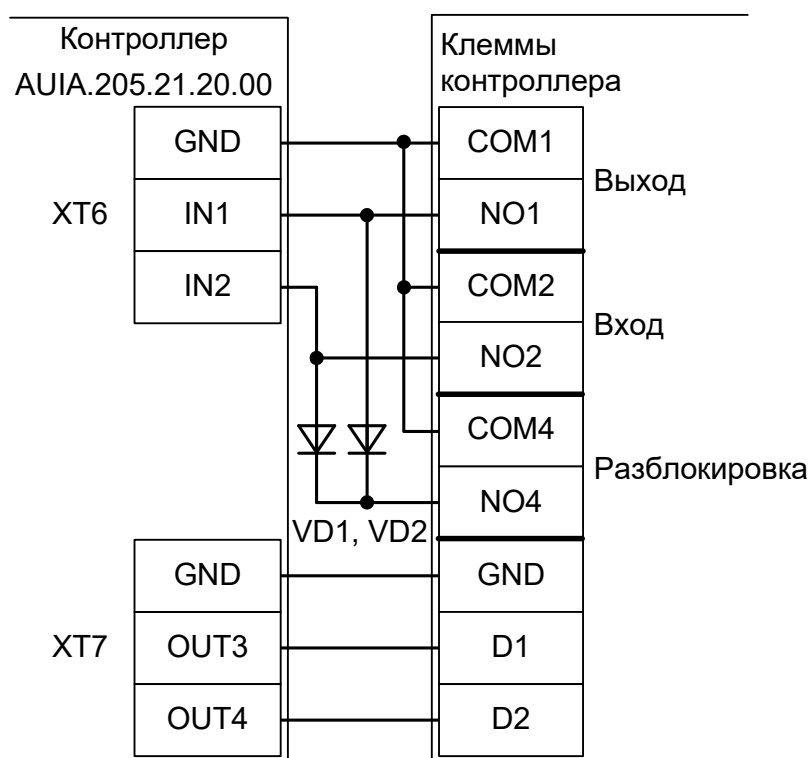 Контроллер
AUIA.205.21.20.00
Клеммы
контроллера
GND
COM1
Выход
XT6
IN1
NO1
IN2
COM2
Вход
NO2
COM4
Разблокировка
NO4
VD1, VD2
GND
GND
XT7
OUT3
D1
OUT4
D2